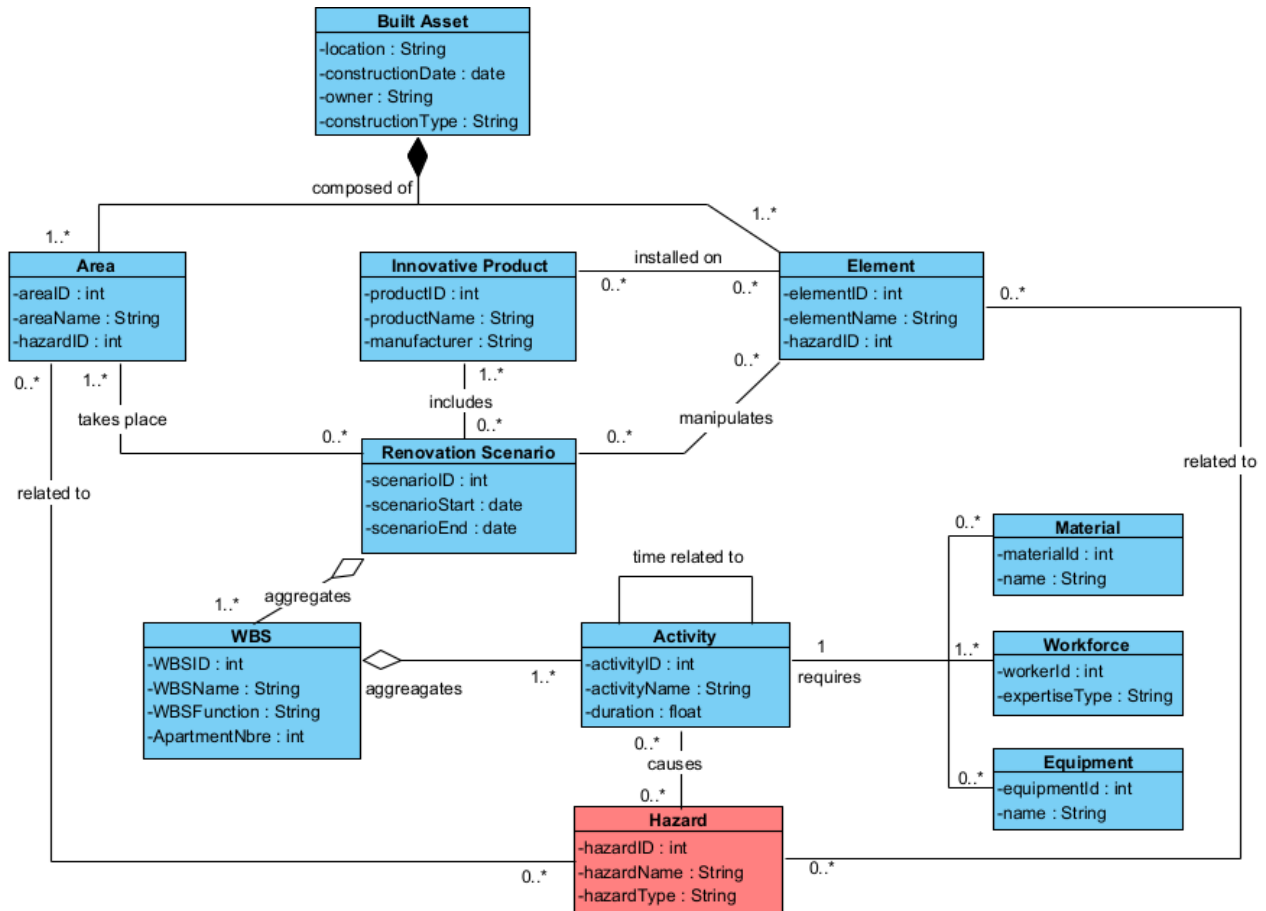 Built Asset
-location : String
-constructionDate : date
-owner : String
-constructionType : String
composed of
1..*
1..*
Area
-areaID : int
-areaName : String
-hazardID : int
Innovative Product
-productID : int
-productName : String
-manufacturer : String
installed on
0..*
0..*
Element
-elementID : int
-elementName : String
-hazardID : int
0..*
0..*
1..*
takes place
0..*
1..*
includes
0..*
0..*
manipulates
0..*
related to
related to
Renovation Scenario
-scenarioID : int
-scenarioStart : date
-scenarioEnd : date
aggregates
1..*
WBS
-WBSID : int
-WBSName : String
-WBSFunction : String
-ApartmentNbre : int
aggreagates
1..*
time related to
Activity
-activityID : int
-activityName : String
-duration : float
1
requires
0..*
Material
-materialId : int
-name : String
1..*
Workforce
-workerId : int
-expertiseType : String
0..*
Equipment
-equipmentId : int
-name : String
0..*
causes
0..*
Hazard
-hazardID : int
-hazardName : String
-hazardType : String
0..*
0..*